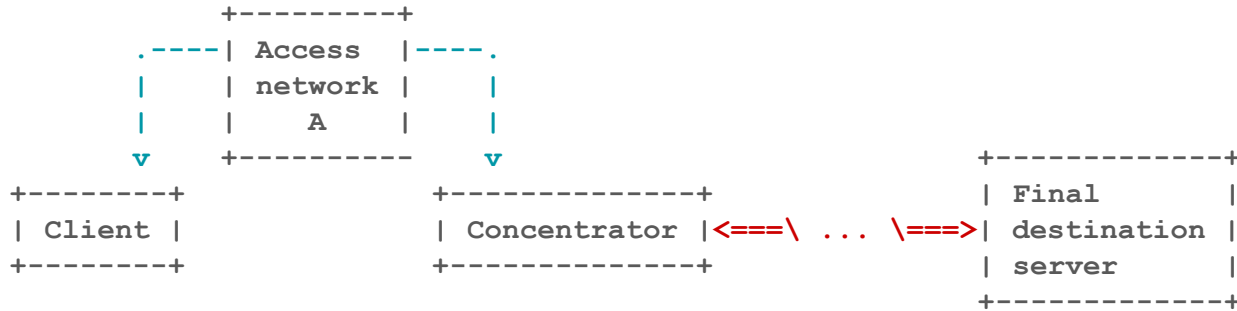 +---------+
.----| Access |----.
| | network | |
| | A | |
v +---------- v +-------------+
+--------+ +-------------+ | Final |
| Client | | Concentrator |<===\ ... \===>| destination |
+--------+ +-------------+ | server |
+-------------+